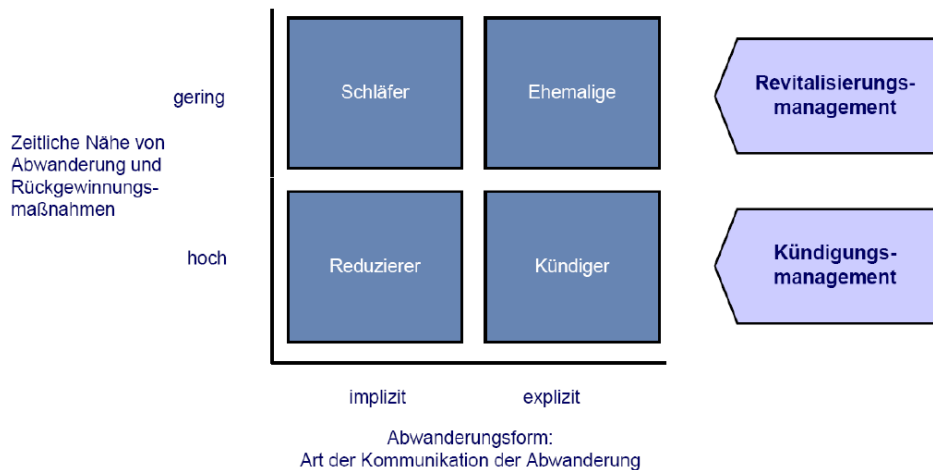 Schläfer
Ehemalige
Revitalisierungs-
management
gering
Zeitliche Nähe von
Abwanderung und
Rückgewinnungs-
maßnahmen
hoch
Reduzierer
Kündiger
Kündigungs-
management
implizit
explizit
Abwanderungsform:
Art der Kommunikation der Abwanderung